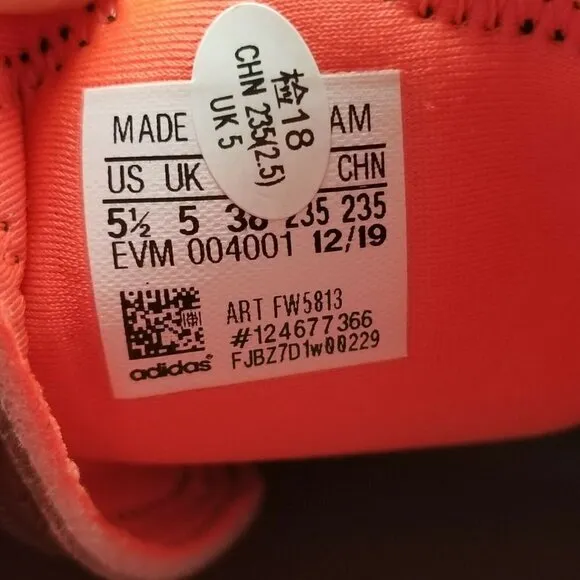 检18
CHN 235(2.5)
UK 5
MADE AM
US UK CHN
5½ 5 38 235 235
EVM 004001 12/19
ART FW5813
#124677366
FJBZ7D1w00229
adidas